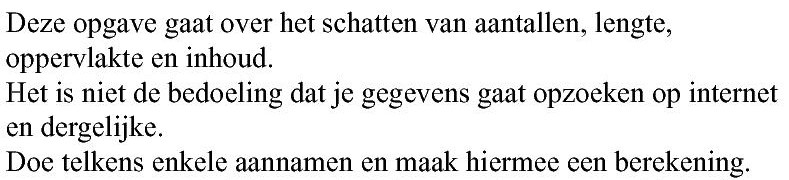 Deze opgave gaat over het schatten van aantallen, lengte,
oppervlakte en inhoud.
Het is niet de bedoeling dat je gegevens gaat opzoeken op internet
en dergelijke.
Doe telkens enkele aannamen en maak hiermee een berekening.